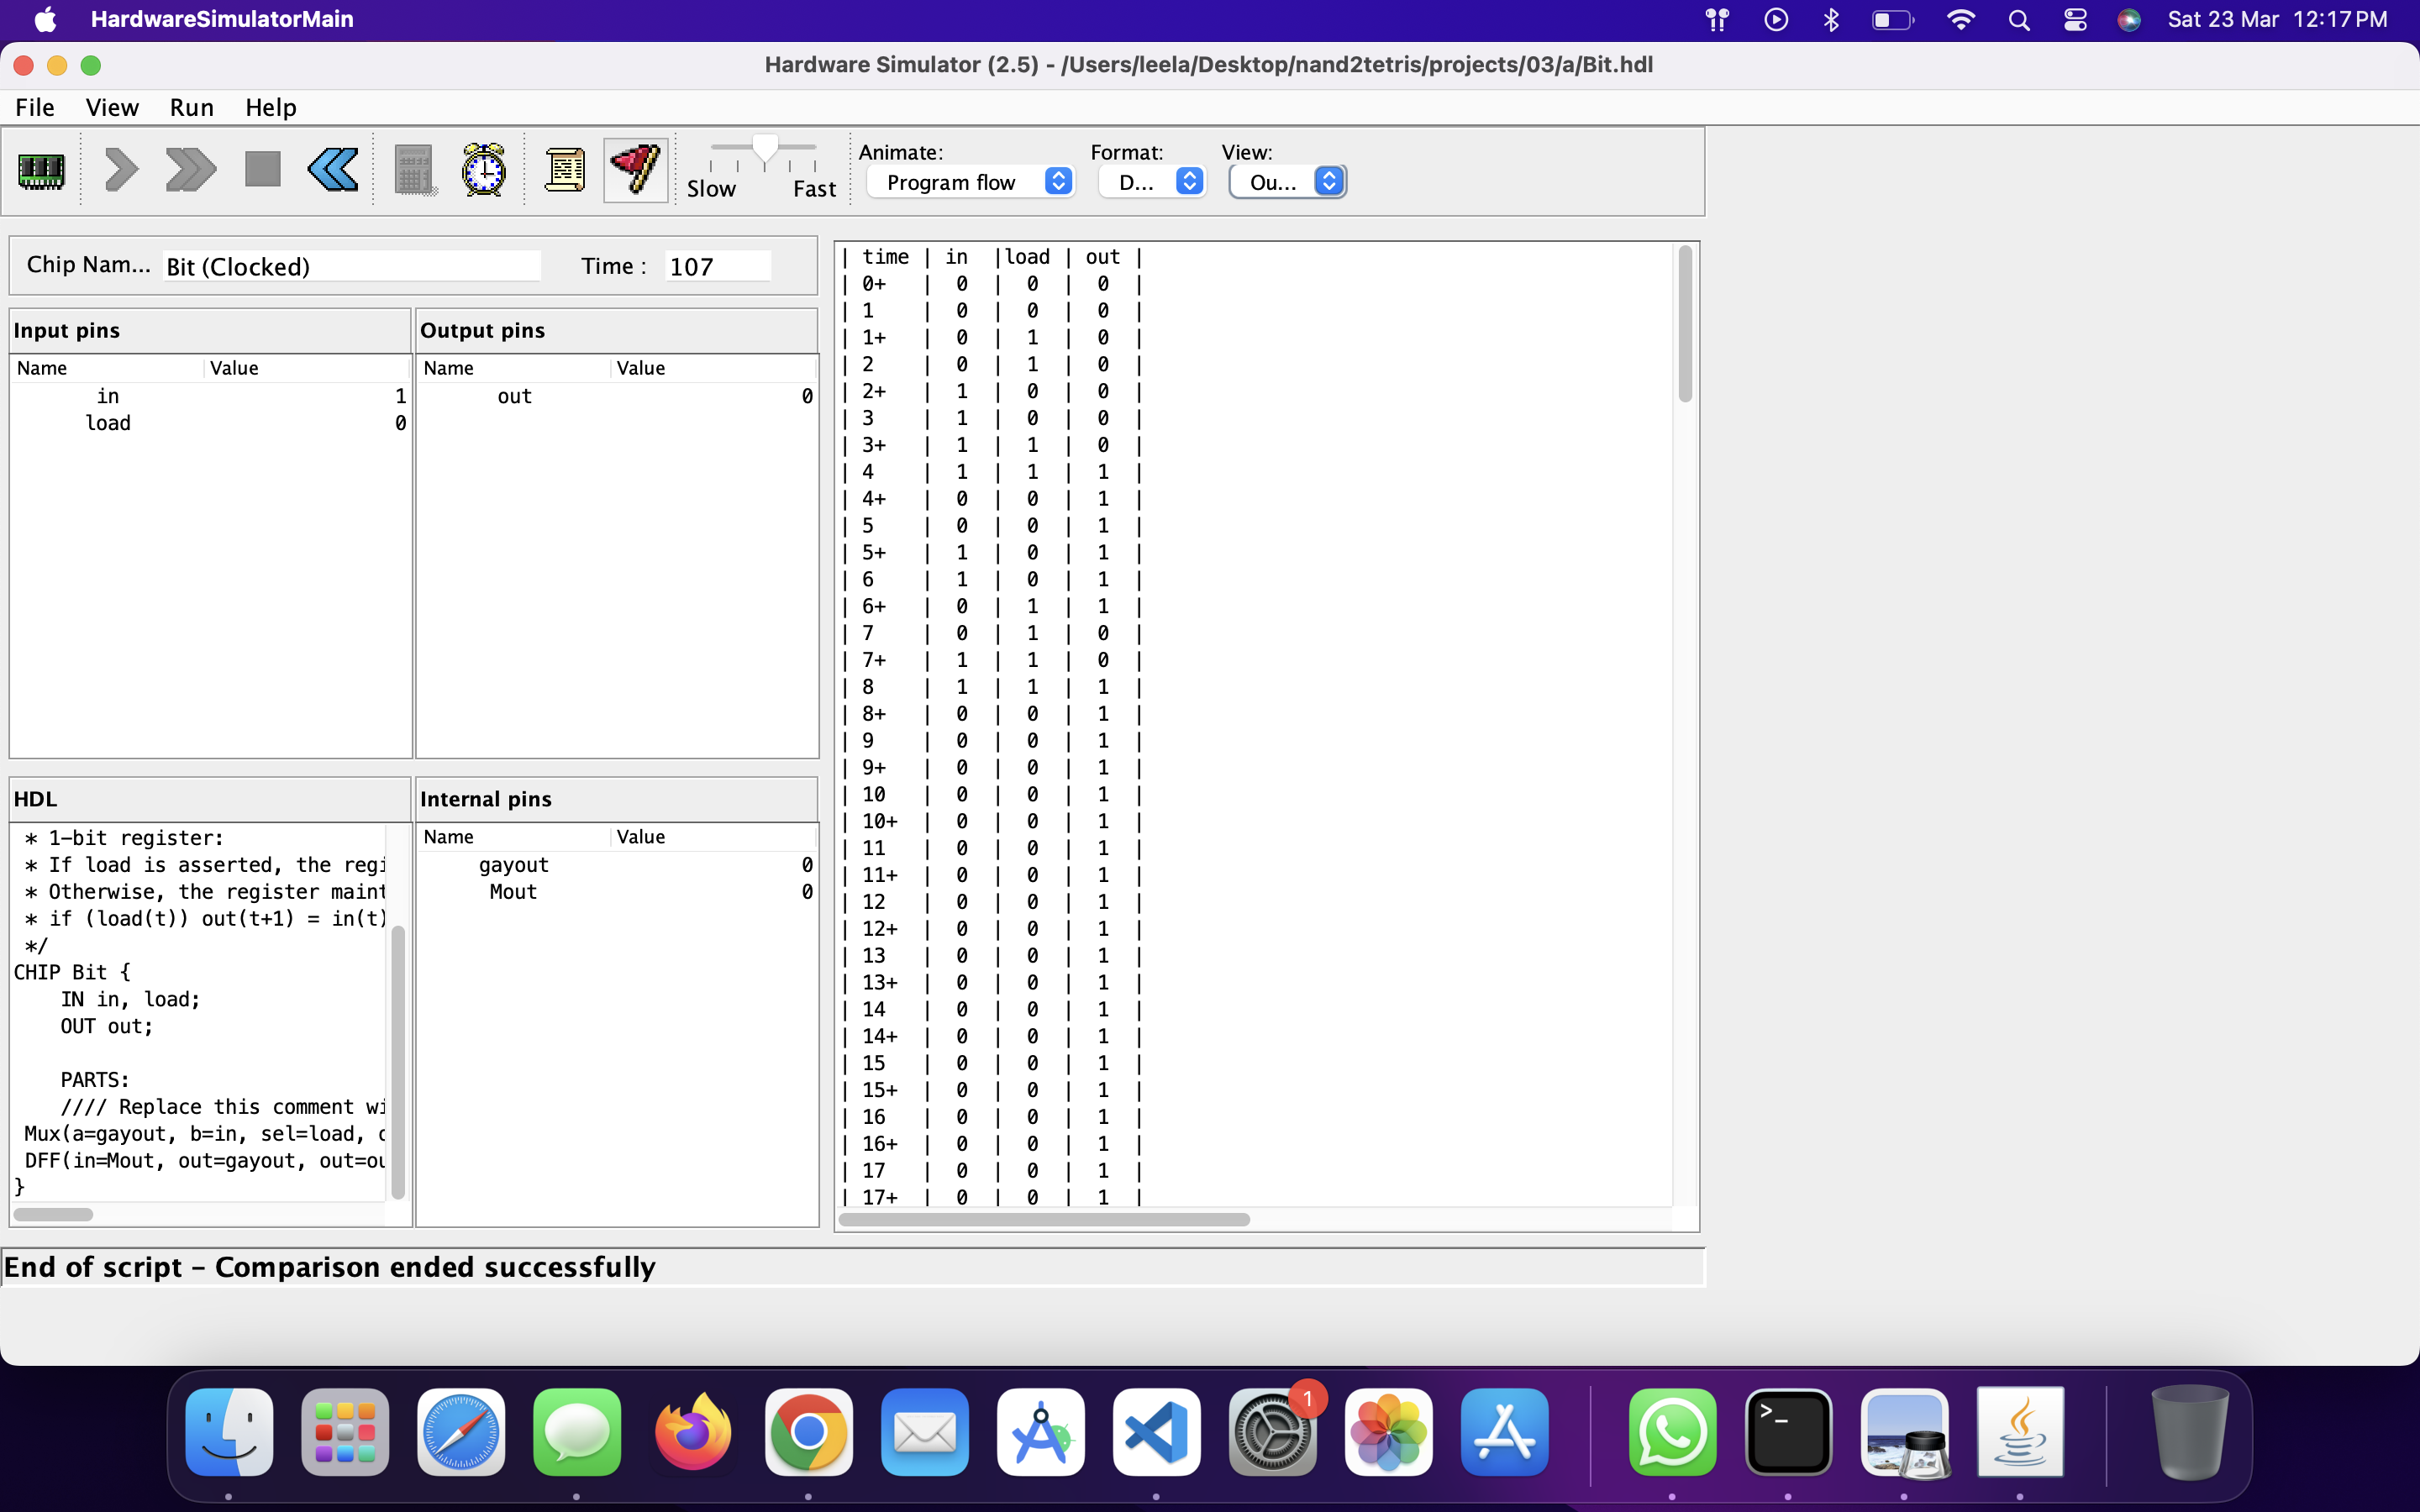 HardwareSimulatorMain
Sat 23 Mar 12:17 PM
Hardware Simulator (2.5) - /Users/leela/Desktop/nand2tetris/projects/03/a/Bit.hdl
File View Run Help
Slow Fast
Animate: Format: View:
Program flow D... Ou...
Chip Nam... Bit (Clocked) Time : 107
Input pins
Name Value
in 1
load 0
Output pins
Name Value
out 0
HDL
* 1-bit register:
* If load is asserted, the regi
* Otherwise, the register maint
* if (load(t)) out(t+1) = in(t)
*/
CHIP Bit {
IN in, load;
OUT out;
PARTS:
//// Replace this comment wi
Mux(a=gayout, b=in, sel=load, o
DFF(in=Mout, out=gayout, out=ou
}
Internal pins
Name Value
gayout 0
Mout 0
| time | in |load | out |
| 0+ | 0 | 0 | 0 |
| 1 | 0 | 0 | 0 |
| 1+ | 0 | 1 | 0 |
| 2 | 0 | 1 | 0 |
| 2+ | 1 | 0 | 0 |
| 3 | 1 | 0 | 0 |
| 3+ | 1 | 1 | 0 |
| 4 | 1 | 1 | 1 |
| 4+ | 0 | 0 | 1 |
| 5 | 0 | 0 | 1 |
| 5+ | 1 | 0 | 1 |
| 6 | 1 | 0 | 1 |
| 6+ | 0 | 1 | 1 |
| 7 | 0 | 1 | 0 |
| 7+ | 1 | 1 | 0 |
| 8 | 1 | 1 | 1 |
| 8+ | 0 | 0 | 1 |
| 9 | 0 | 0 | 1 |
| 9+ | 0 | 0 | 1 |
| 10 | 0 | 0 | 1 |
| 10+ | 0 | 0 | 1 |
| 11 | 0 | 0 | 1 |
| 11+ | 0 | 0 | 1 |
| 12 | 0 | 0 | 1 |
| 12+ | 0 | 0 | 1 |
| 13 | 0 | 0 | 1 |
| 13+ | 0 | 0 | 1 |
| 14 | 0 | 0 | 1 |
| 14+ | 0 | 0 | 1 |
| 15 | 0 | 0 | 1 |
| 15+ | 0 | 0 | 1 |
| 16 | 0 | 0 | 1 |
| 16+ | 0 | 0 | 1 |
| 17 | 0 | 0 | 1 |
| 17+ | 0 | 0 | 1 |
End of script - Comparison ended successfully
1
>_